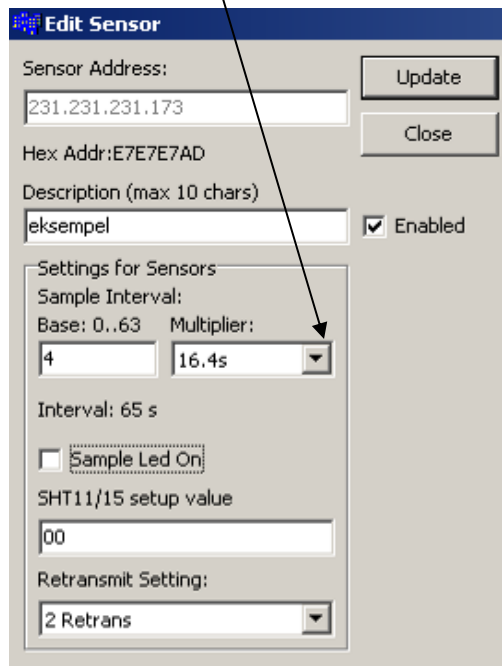 Edit Sensor
Sensor Address:
Update
231.231.231.173
Close
Hex Addr:E7E7E7AD
Description (max 10 chars)
eksempel
Enabled
Settings for Sensors
Sample Interval:
Base: 0..63 Multiplier:
4 16.4s
Interval: 65 s
Sample Led On
SHT11/15 setup value
00
Retransmit Setting:
2 Retrans